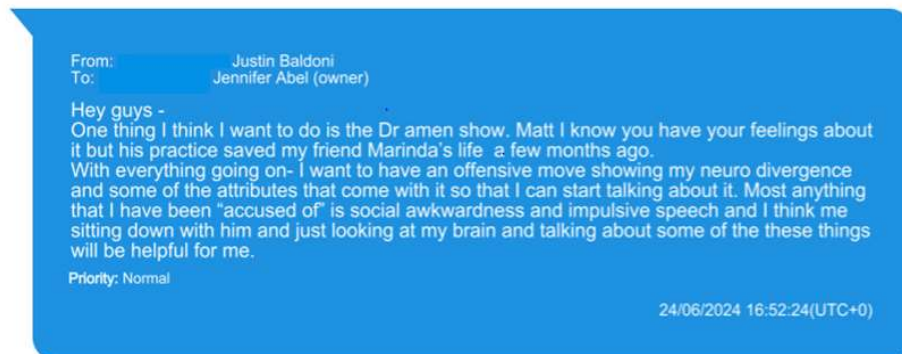 From: Justin Baldoni
To: Jennifer Abel (owner)
Hey guys -
One thing I think I want to do is the Dr amen show. Matt I know you have your feelings about
it but his practice saved my friend Marinda's life a few months ago.
With everything going on- I want to have an offensive move showing my neuro divergence
and some of the attributes that come with it so that I can start talking about it. Most anything
that I have been “accused of” is social awkwardness and impulsive speech and I think me
sitting down with him and just looking at my brain and talking about some of the these things
will be helpful for me.
Priority: Normal
24/06/2024 16:52:24(UTC+0)